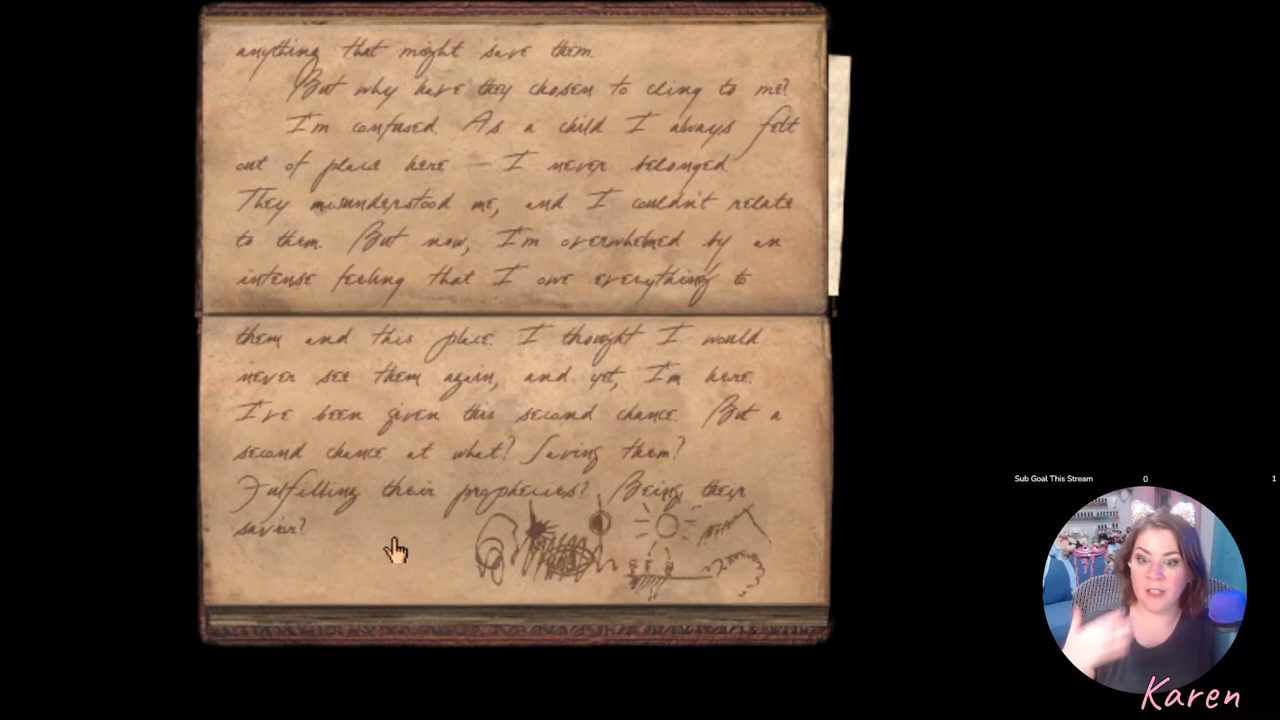 anything that might save them.
But why have they chosen to cling to me?
I'm confused. As a child I always felt
out of place here — I never belonged.
They misunderstood me, and I couldn't relate
to them. But now, I'm overwhelmed by an
intense feeling that I owe everything to
them and this place. I thought I would
never see them again, and yet, I'm here.
I've been given this second chance. But a
second chance at what? Saving them?
Fulfilling their prophecies? Being their
savior?
Sub Goal This Stream 0 1
Karen